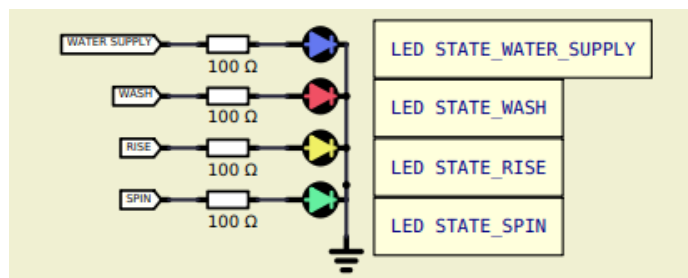 WATER SUPPLY
100 Ω
LED STATE_WATER_SUPPLY
WASH
100 Ω
LED STATE_WASH
RISE
100 Ω
LED STATE_RISE
SPIN
100 Ω
LED STATE_SPIN